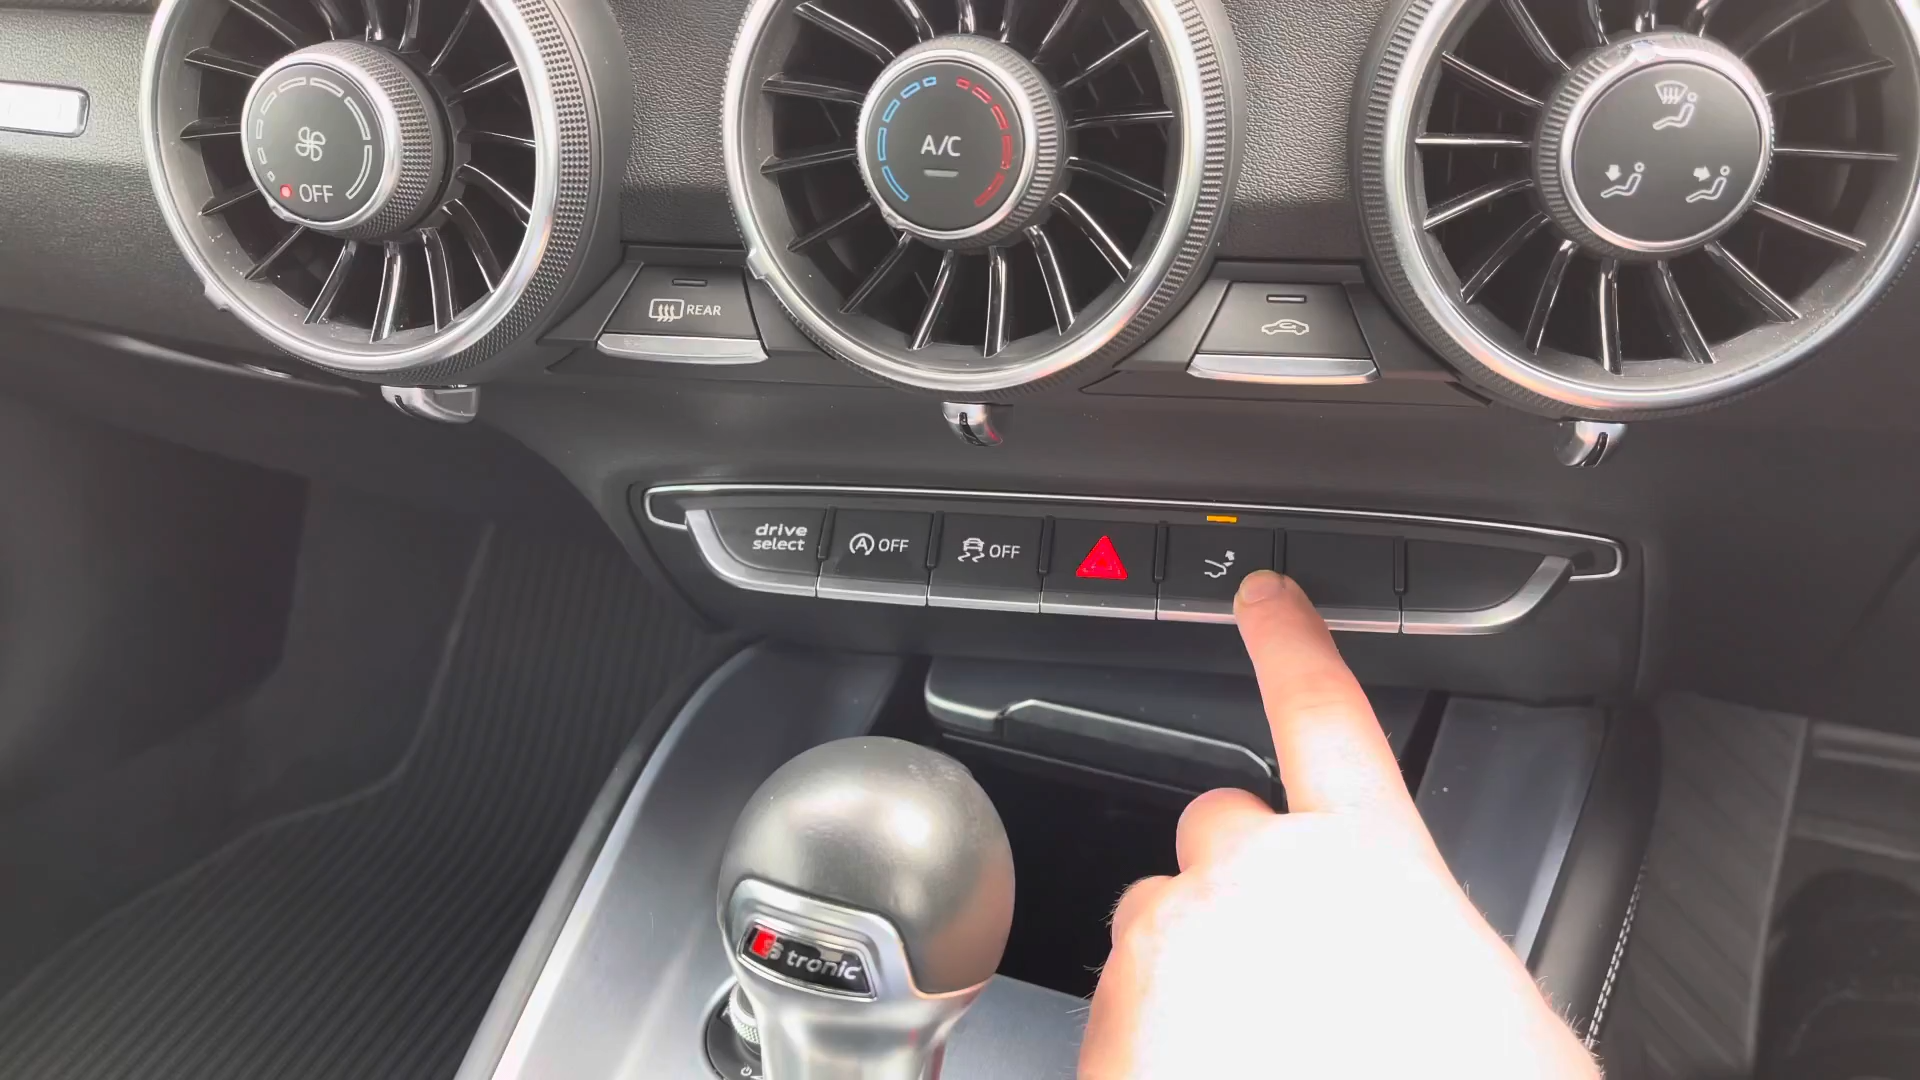 OFF
A/C
REAR
drive
select
A OFF
OFF
S tronic